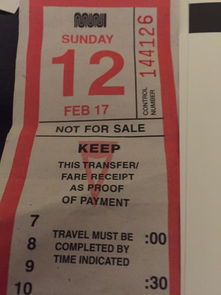 SUNDAY
12
FEB 17
CONTROL
NUMBER
144126
NOT FOR SALE
KEEP
THIS TRANSFER/
FARE RECEIPT
AS PROOF
OF PAYMENT
7
8 TRAVEL MUST BE :00
9 COMPLETED BY
TIME INDICATED
10 :30